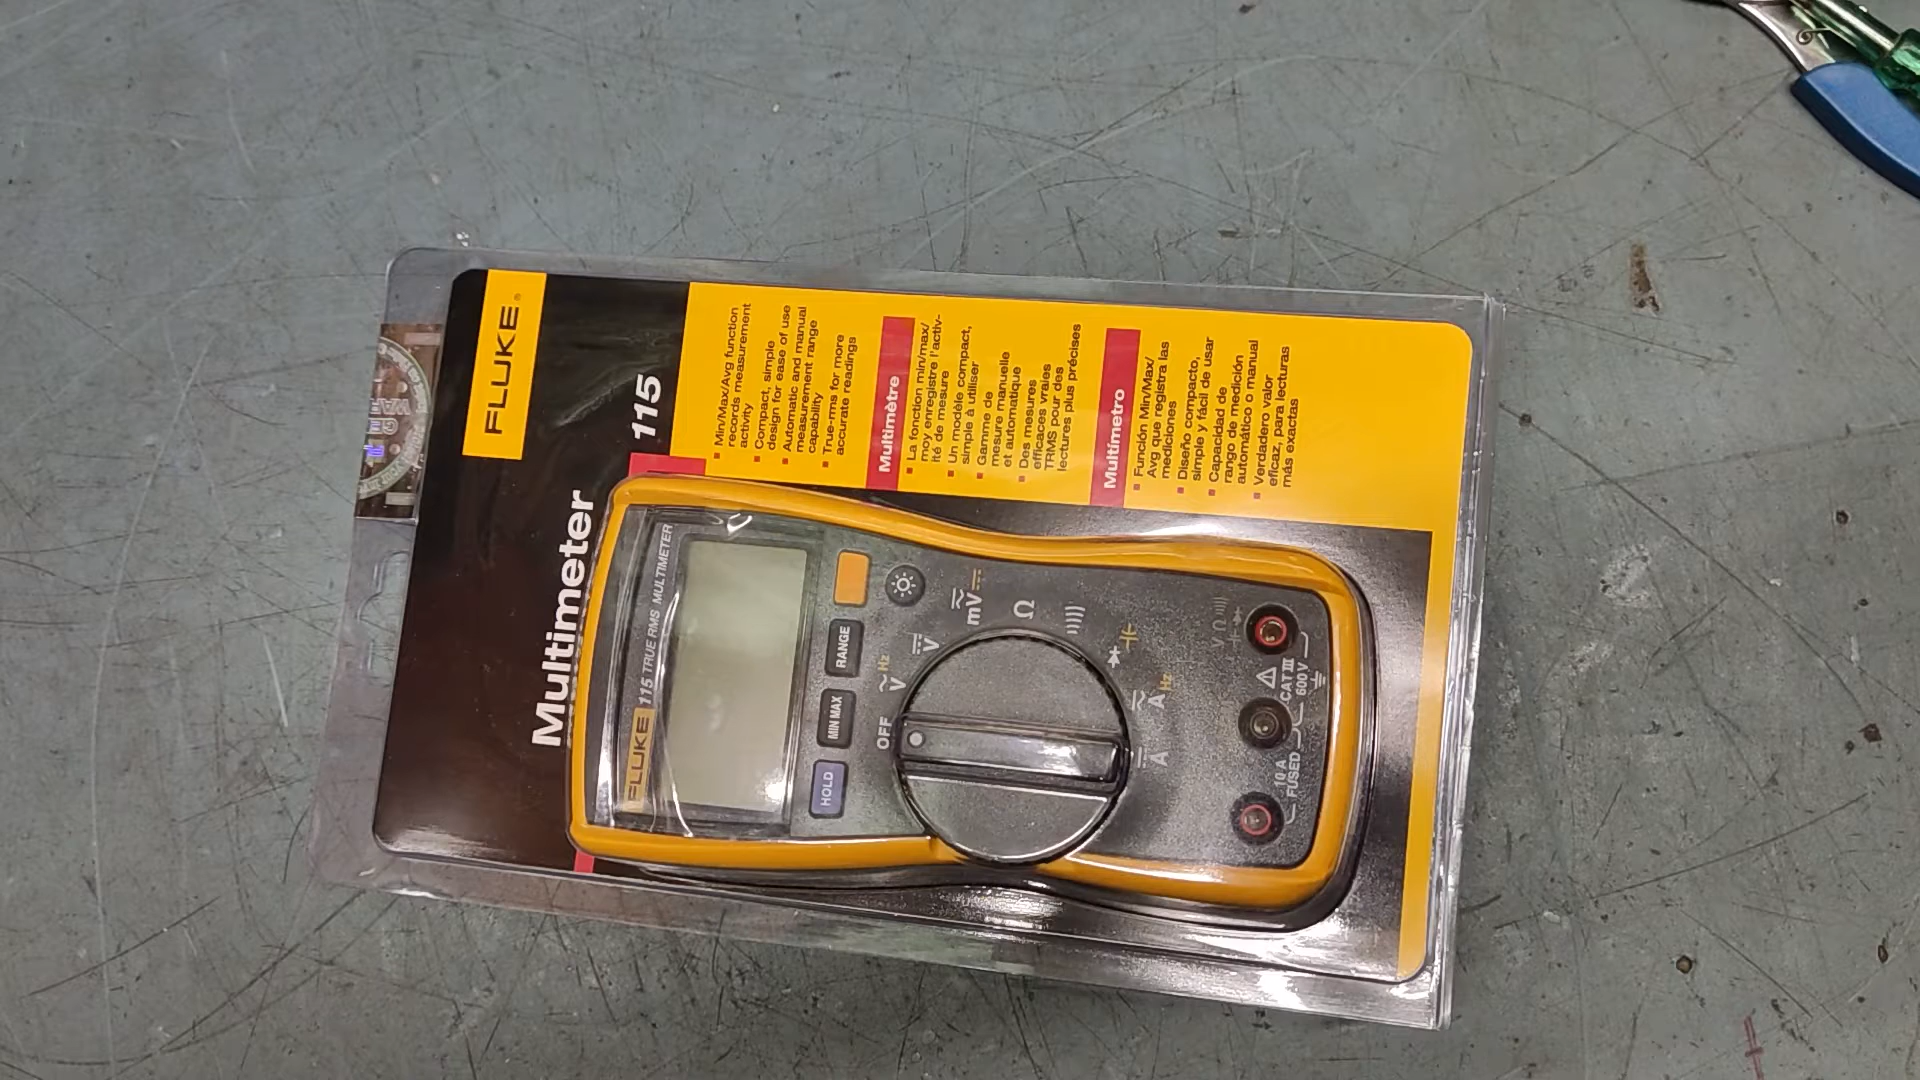 FLUKE®
Multimeter
115
Min/Max/Avg function
records measurement
activity
Compact, simple
design for ease of use
Automatic and manual
measurement range
capability
True-rms for more
accurate readings
Multimètre
La fonction min/max/
moy enregistre l'activ-
ité de mesure
Un modèle compact,
simple à utiliser
Gamme de
mesure manuelle
et automatique
Des mesures
efficaces vraies
TRMS pour des
lectures plus précises
Multímetro
Función Min/Max/
Avg que registra las
mediciones
Diseño compacto,
simple y fácil de usar
Capacidad de
rango de medición
automático o manual
Verdadero valor
eficaz, para lecturas
más exactas
FLUKE 115 TRUE RMS MULTIMETER
HOLD MIN MAX RANGE
OFF
V Hz
V
mV
Ω
A Hz
A
V Ω
CAT III
600 V
10 A
FUSED